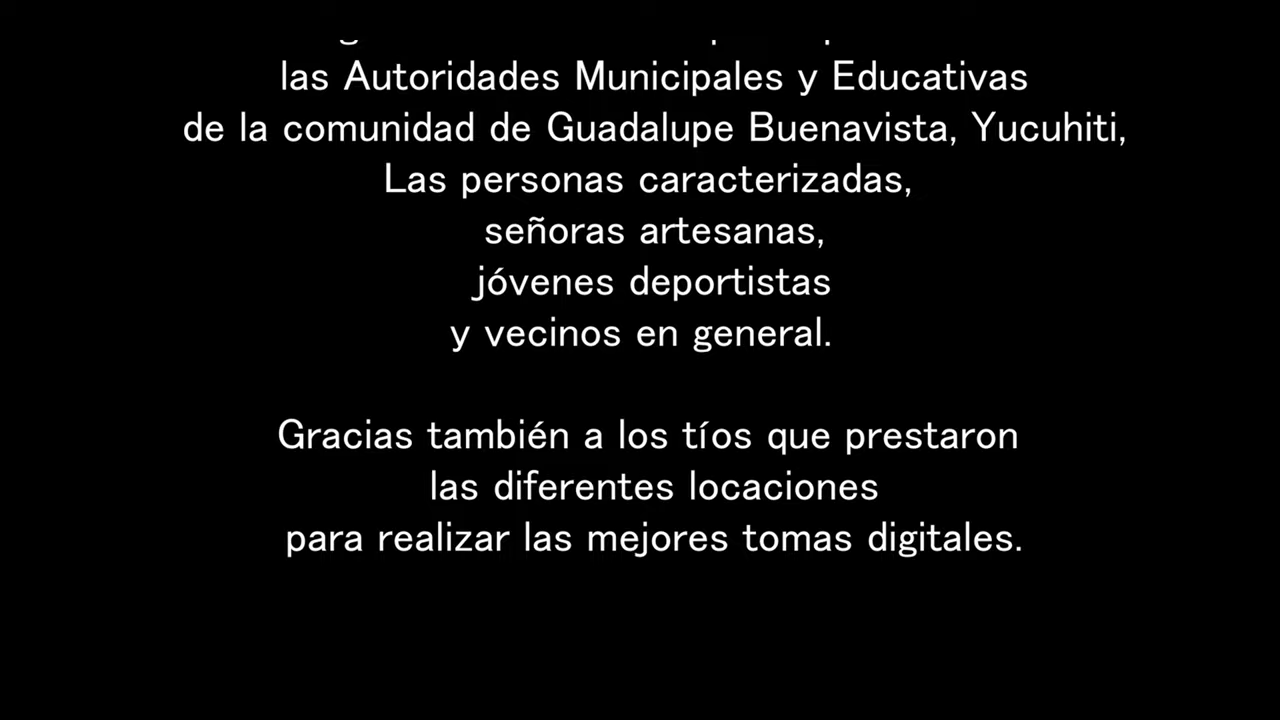 las Autoridades Municipales y Educativas
de la comunidad de Guadalupe Buenavista, Yucuhiti,
Las personas caracterizadas,
señoras artesanas,
jóvenes deportistas
y vecinos en general.
Gracias también a los tíos que prestaron
las diferentes locaciones
para realizar las mejores tomas digitales.